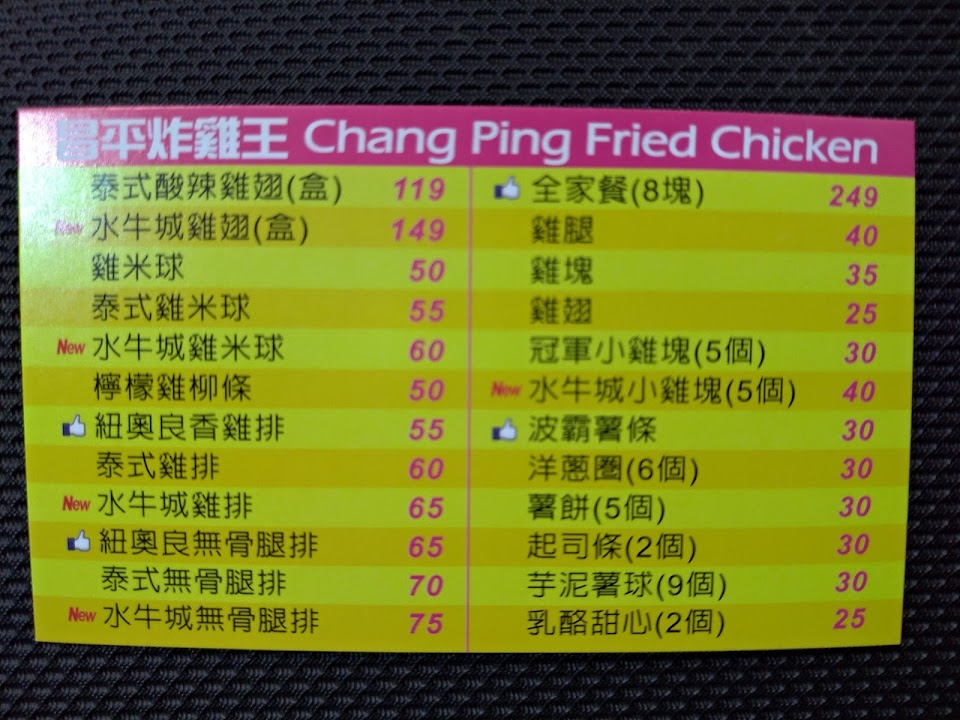 昌平炸雞王 Chang Ping Fried Chicken
泰式酸辣雞翅(盒) 119
New 水牛城雞翅(盒) 149
雞米球 50
泰式雞米球 55
New 水牛城雞米球 60
檸檬雞柳條 50
紐奧良香雞排 55
泰式雞排 60
New 水牛城雞排 65
紐奧良無骨腿排 65
泰式無骨腿排 70
New 水牛城無骨腿排 75
全家餐(8塊) 249
雞腿 40
雞塊 35
雞翅 25
冠軍小雞塊(5個) 30
New 水牛城小雞塊(5個) 40
波霸薯條 30
洋蔥圈(6個) 30
薯餅(5個) 30
起司條(2個) 30
芋泥薯球(9個) 30
乳酪甜心(2個) 25